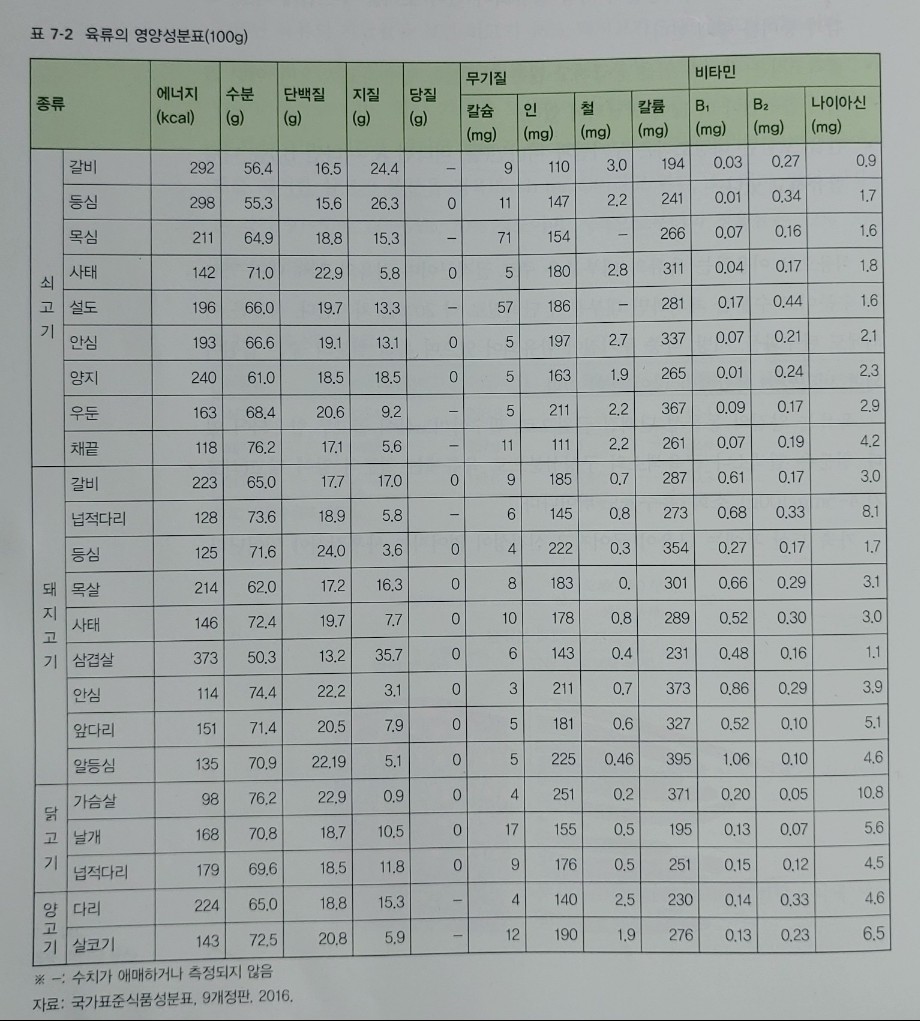 표 7-2 육류의 영양성분표(100g)
종류 에너지 (kcal) 수분 (g) 단백질 (g) 지질 (g) 당질 (g) 무기질 비타민
칼슘 (mg) 인 (mg) 철 (mg) 칼륨 (mg) B₁ (mg) B₂ (mg) 나이아신 (mg)
쇠고기
갈비 292 56.4 16.5 24.4 – 9 110 3.0 194 0.03 0.27 0.9
등심 298 55.3 15.6 26.3 0 11 147 2.2 241 0.01 0.34 1.7
목심 211 64.9 18.8 15.3 – 71 154 – 266 0.07 0.16 1.6
사태 142 71.0 22.9 5.8 0 5 180 2.8 311 0.04 0.17 1.8
설도 196 66.0 19.7 13.3 – 57 186 – 281 0.17 0.44 1.6
안심 193 66.6 19.1 13.1 0 5 197 2.7 337 0.07 0.21 2.1
양지 240 61.0 18.5 18.5 0 5 163 1.9 265 0.01 0.24 2.3
우둔 163 68.4 20.6 9.2 – 5 211 2.2 367 0.09 0.17 2.9
채끝 118 76.2 17.1 5.6 – 11 111 2.2 261 0.07 0.19 4.2
돼지고기
갈비 223 65.0 17.7 17.0 0 9 185 0.7 287 0.61 0.17 3.0
넙적다리 128 73.6 18.9 5.8 – 6 145 0.8 273 0.68 0.33 8.1
등심 125 71.6 24.0 3.6 0 4 222 0.3 354 0.27 0.17 1.7
목살 214 62.0 17.2 16.3 0 8 183 0. 301 0.66 0.29 3.1
사태 146 72.4 19.7 7.7 0 10 178 0.8 289 0.52 0.30 3.0
삼겹살 373 50.3 13.2 35.7 0 6 143 0.4 231 0.48 0.16 1.1
안심 114 74.4 22.2 3.1 0 3 211 0.7 373 0.86 0.29 3.9
앞다리 151 71.4 20.5 7.9 0 5 181 0.6 327 0.52 0.10 5.1
알등심 135 70.9 22.19 5.1 0 5 225 0.46 395 1.06 0.10 4.6
닭고기
가슴살 98 76.2 22.9 0.9 0 4 251 0.2 371 0.20 0.05 10.8
날개 168 70.8 18.7 10.5 0 17 155 0.5 195 0.13 0.07 5.6
넙적다리 179 69.6 18.5 11.8 0 9 176 0.5 251 0.15 0.12 4.5
양고기
다리 224 65.0 18.8 15.3 – 4 140 2.5 230 0.14 0.33 4.6
살코기 143 72.5 20.8 5.9 – 12 190 1.9 276 0.13 0.23 6.5
※ –: 수치가 애매하거나 측정되지 않음
자료: 국가표준식품성분표, 9개정판, 2016.